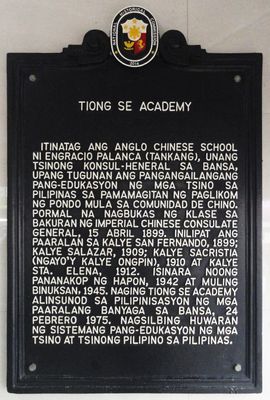 TIONG SE ACADEMY
ITINATAG ANG ANGLO CHINESE SCHOOL
NI ENGRACIO PALANCA (TANKANG), UNANG
TSINONG KONSUL-HENERAL SA BANSA,
UPANG TUGUNAN ANG PANGANGAILANGANG
PANG-EDUKASYON NG MGA TSINO SA
PILIPINAS SA PAMAMAGITAN NG PAGLIKOM
NG PONDO MULA SA COMUNIDAD DE CHINO.
PORMAL NA NAGBUKAS NG KLASE SA
BAKURAN NG IMPERIAL CHINESE CONSULATE
GENERAL, 15 ABRIL 1899. INILIPAT ANG
PAARALAN SA KALYE SAN FERNANDO, 1899;
KALYE SALAZAR, 1909; KALYE SACRISTIA
(NGAYO'Y KALYE ONGPIN), 1910 AT KALYE
STA. ELENA, 1912. ISINARA NOONG
PANANAKOP NG HAPON, 1942 AT MULING
BINUKSAN, 1945. NAGING TIONG SE ACADEMY
ALINSUNOD SA PILIPINISASYON NG MGA
PAARALANG BANYAGA SA BANSA, 24
PEBRERO 1975. NAGSILBING HUWARAN
NG SISTEMANG PANG-EDUKASYON NG MGA
TSINO AT TSINONG PILIPINO SA PILIPINAS.